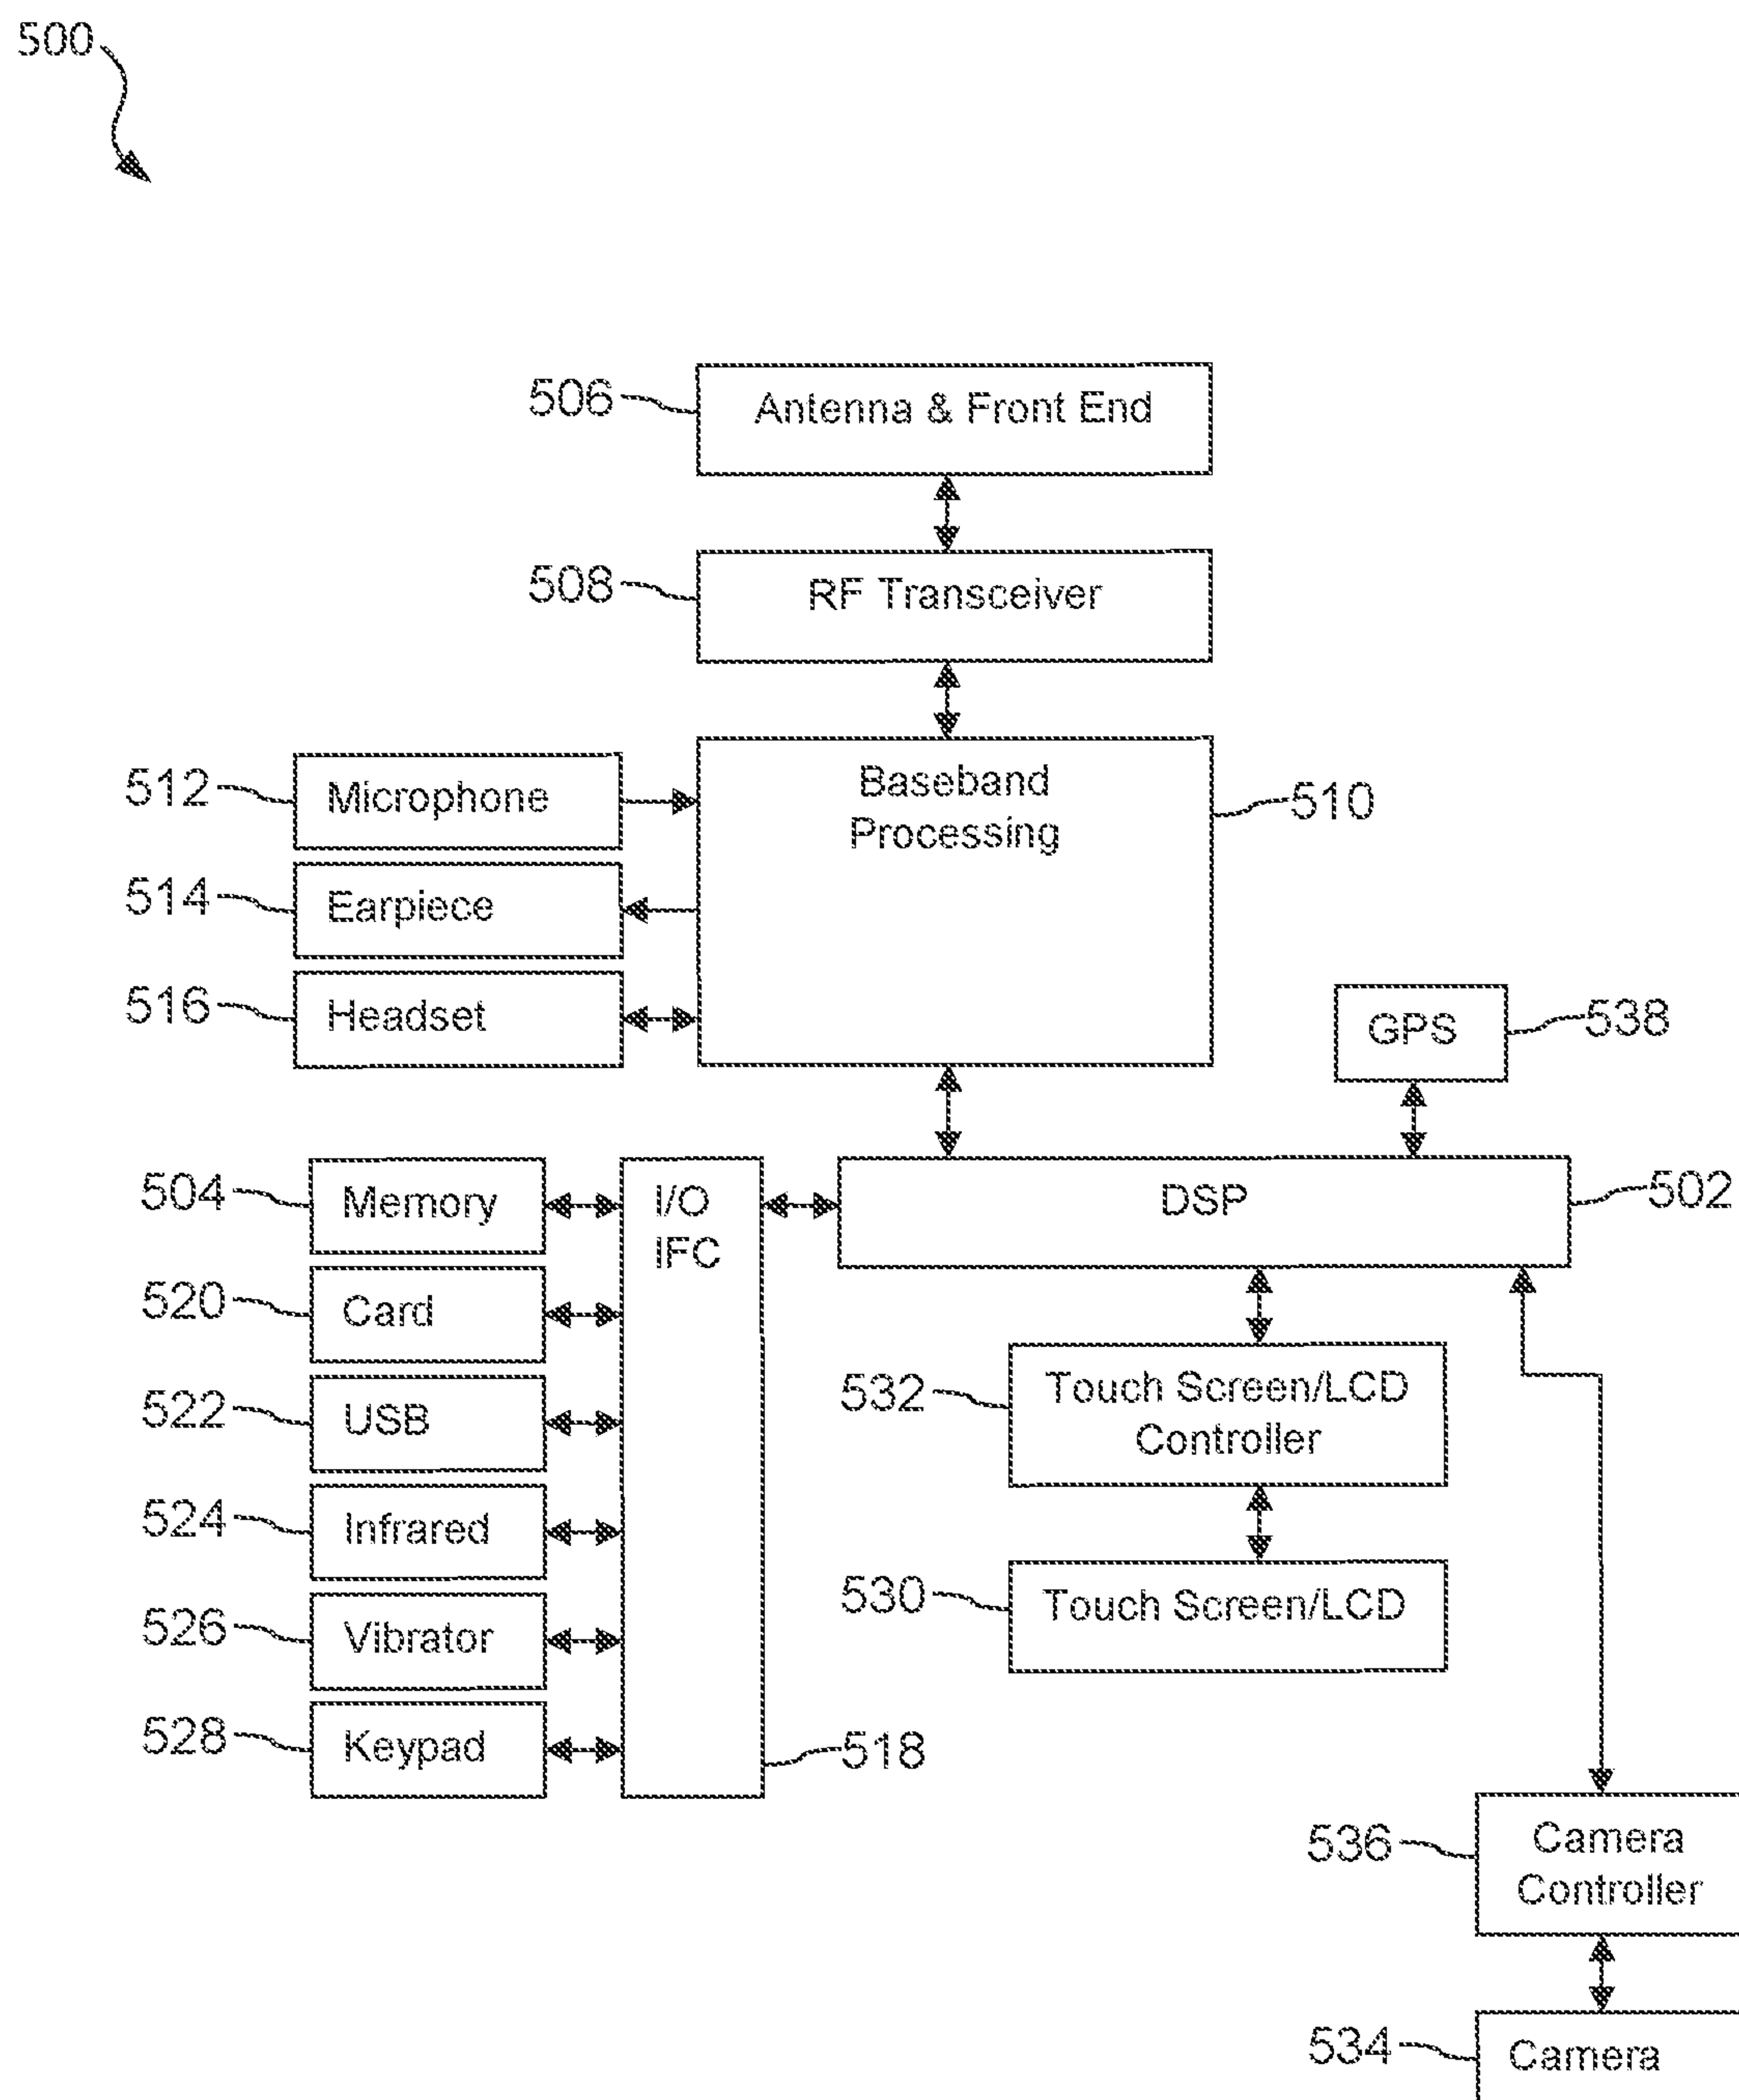 500
506
Antenna & Front End
508
RF Transceiver
512
Microphone
Baseband
Processing
510
514
Earpiece
516
Headset
GPS
538
504
Memory
I/O
IFC
DSP
502
520
Card
522
USB
532
Touch Screen/LCD
Controller
524
Infrared
530
Touch Screen/LCD
526
Vibrator
528
Keypad
518
536
Camera
Controller
534
Camera